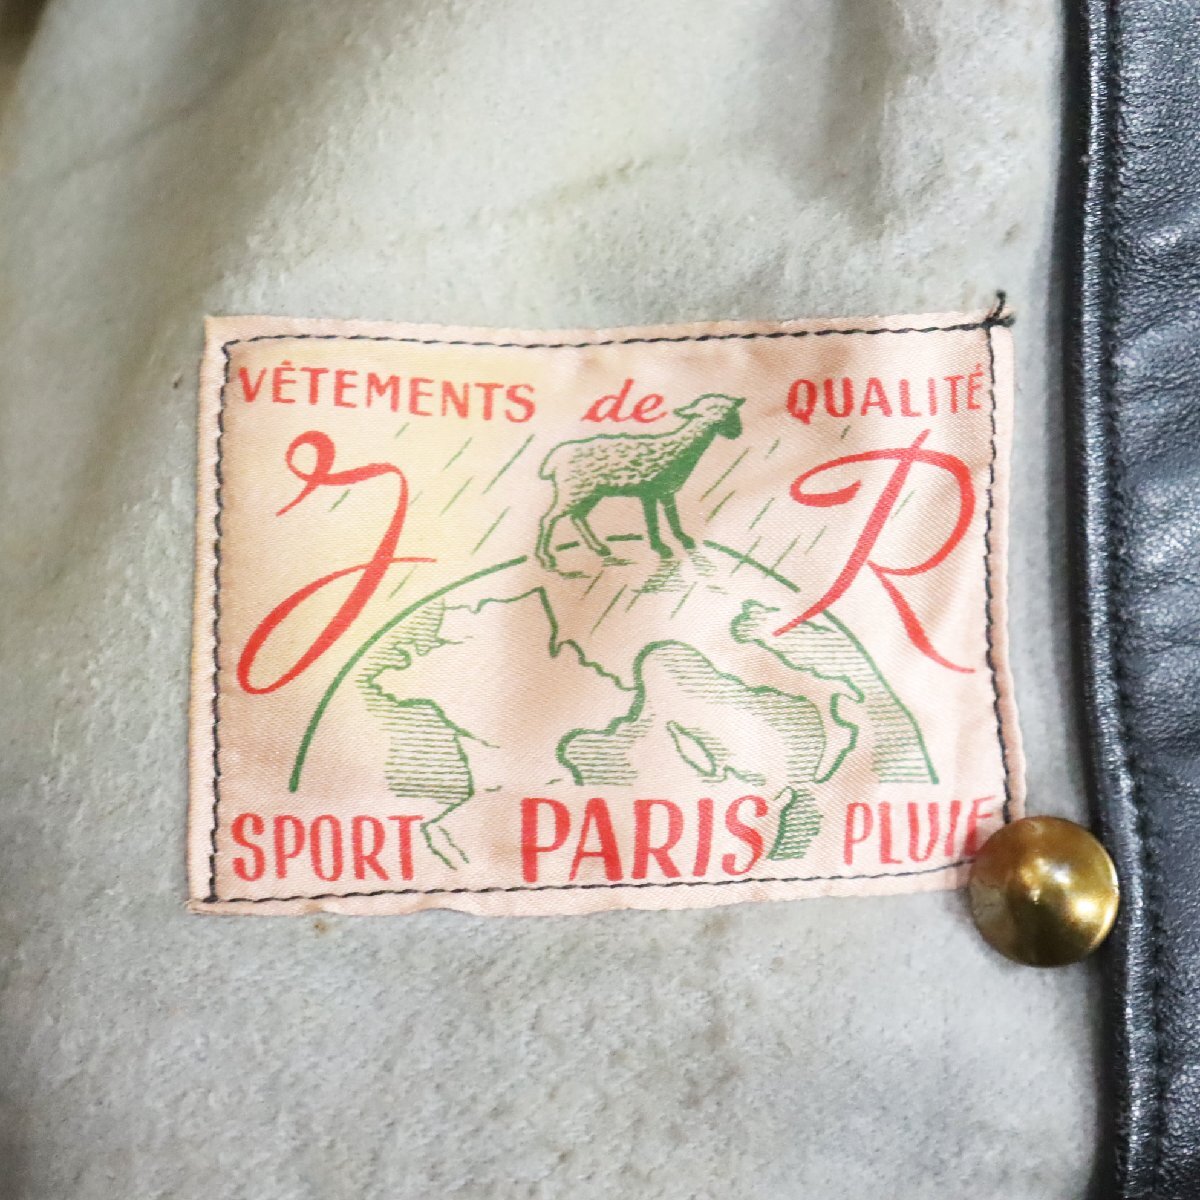 VÊTEMENTS de QUALITÉ
J R
SPORT PARIS PLUIE